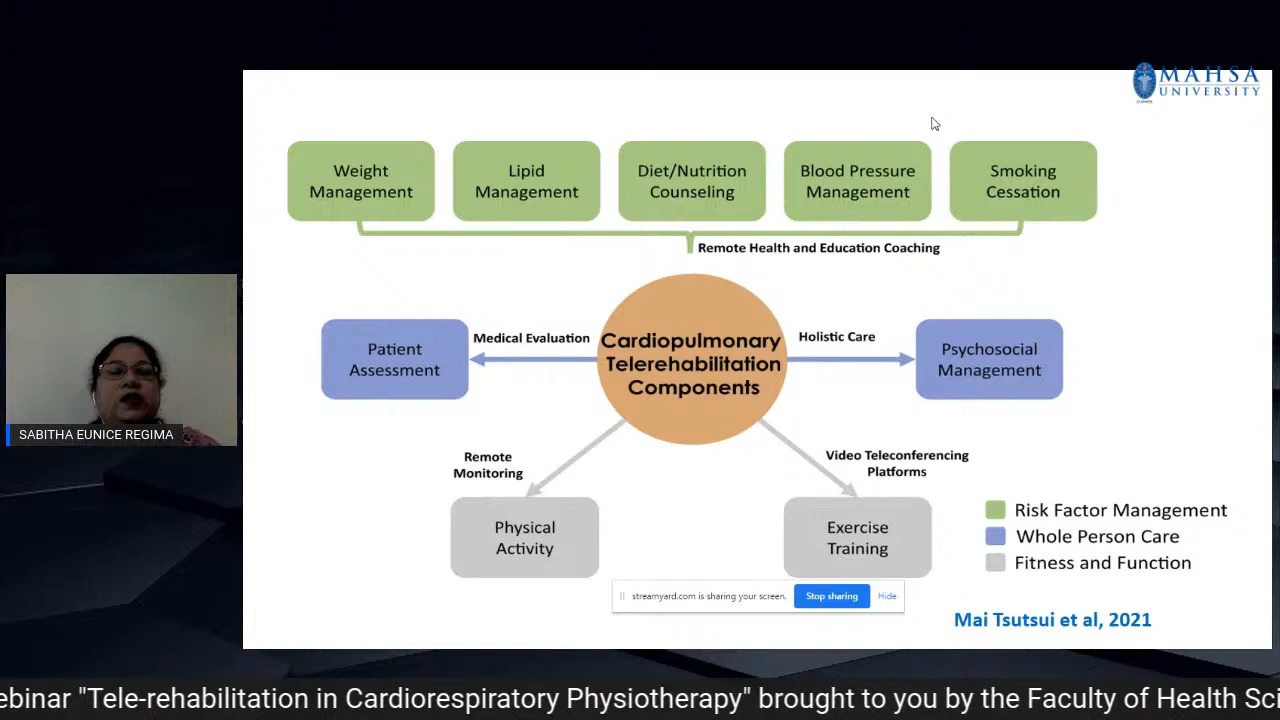 MAHSA
UNIVERSITY
Weight
Management
Lipid
Management
Diet/Nutrition
Counseling
Blood Pressure
Management
Smoking
Cessation
Remote Health and Education Coaching
Patient
Assessment
Medical Evaluation
Cardiopulmonary
Telerehabilitation
Components
Holistic Care
Psychosocial
Management
Remote
Monitoring
Video Teleconferencing
Platforms
Physical
Activity
Exercise
Training
Risk Factor Management
Whole Person Care
Fitness and Function
streamyard.com is sharing your screen.
Stop sharing
Hide
Mai Tsutsui et al, 2021
SABITHA EUNICE REGIMA
ebinar "Tele-rehabilitation in Cardiorespiratory Physiotherapy" brought to you by the Faculty of Health Sci